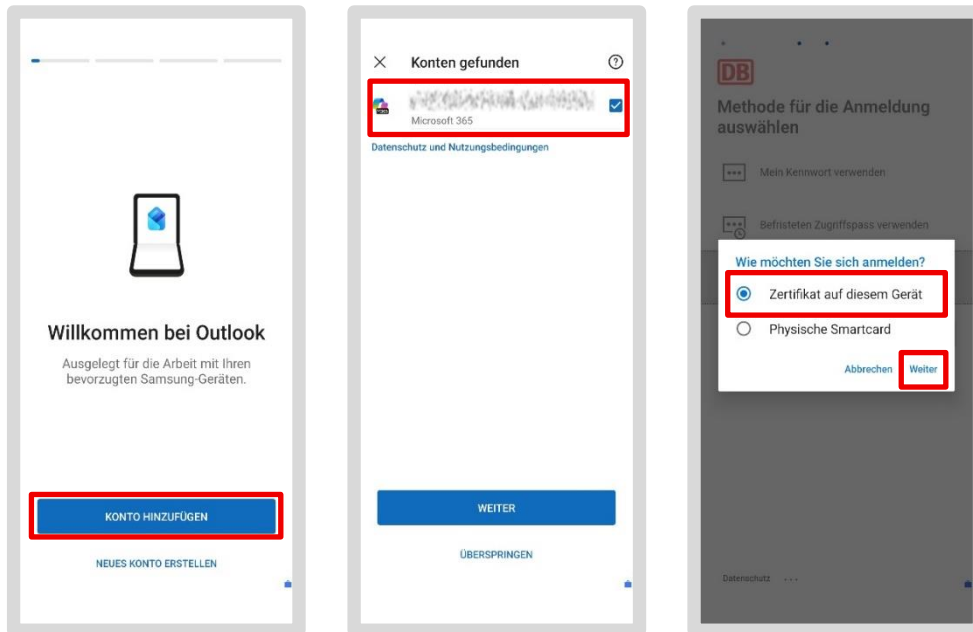 Willkommen bei Outlook
Ausgelegt für die Arbeit mit Ihren
bevorzugten Samsung-Geräten.
KONTO HINZUFÜGEN
NEUES KONTO ERSTELLEN
Konten gefunden
Microsoft 365
Datenschutz und Nutzungsbedingungen
WEITER
ÜBERSPRINGEN
DB
Methode für die Anmeldung
auswählen
Mein Kennwort verwenden
Befristeten Zugriffspass verwenden
Wie möchten Sie sich anmelden?
Zertifikat auf diesem Gerät
Physische Smartcard
Abbrechen Weiter
Datenschutz ...